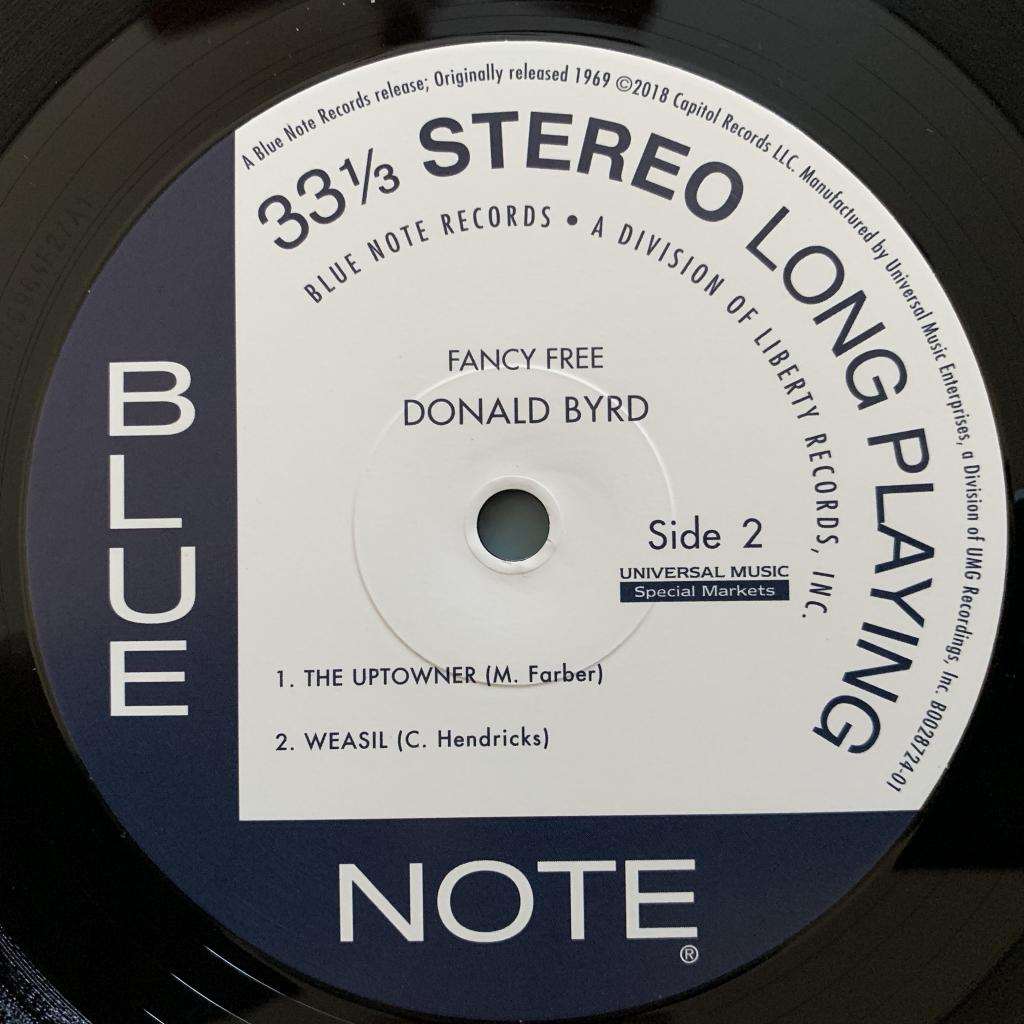 A Blue Note Records release; Originally released 1969 ©2018 Capitol Records LLC. Manufactured by Universal Music Enterprises, a Division of UMG Recordings, Inc. B0028724-01
33⅓ STEREO LONG PLAYING
BLUE NOTE RECORDS • A DIVISION OF LIBERTY RECORDS, INC.
FANCY FREE
DONALD BYRD
Side 2
UNIVERSAL MUSIC
Special Markets
1. THE UPTOWNER (M. Farber)
2. WEASIL (C. Hendricks)
BLUE
NOTE®